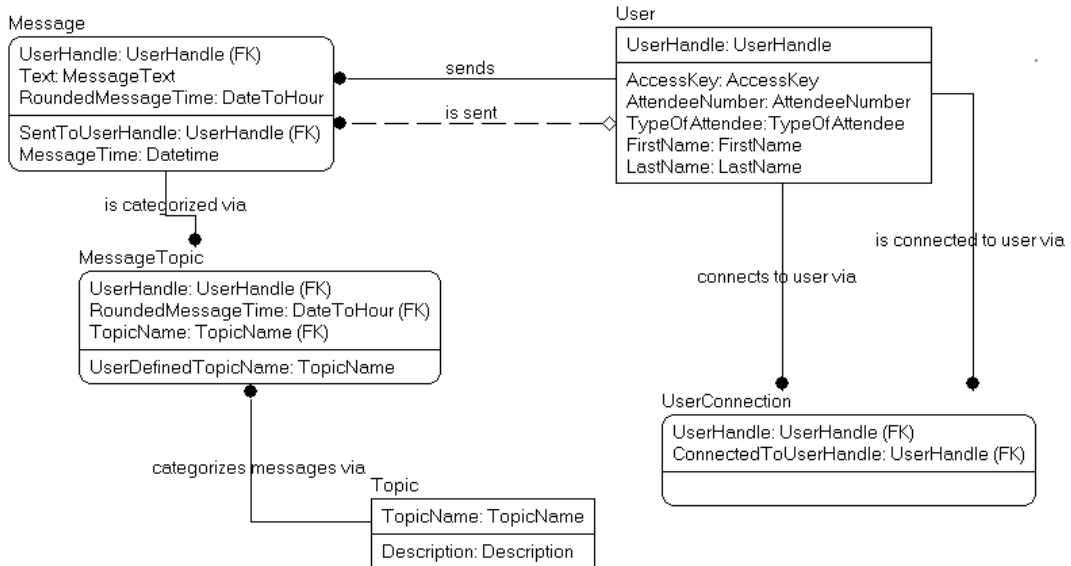 Message
UserHandle: UserHandle (FK)
Text: MessageText
RoundedMessageTime: DateToHour
SentToUserHandle: UserHandle (FK)
MessageTime: Datetime
sends
is sent
User
UserHandle: UserHandle
AccessKey: AccessKey
AttendeeNumber: AttendeeNumber
TypeOfAttendee: TypeOfAttendee
FirstName: FirstName
LastName: LastName
is categorized via
is connected to user via
connects to user via
MessageTopic
UserHandle: UserHandle (FK)
RoundedMessageTime: DateToHour (FK)
TopicName: TopicName (FK)
UserDefinedTopicName: TopicName
UserConnection
UserHandle: UserHandle (FK)
ConnectedToUserHandle: UserHandle (FK)
categorizes messages via
Topic
TopicName: TopicName
Description: Description